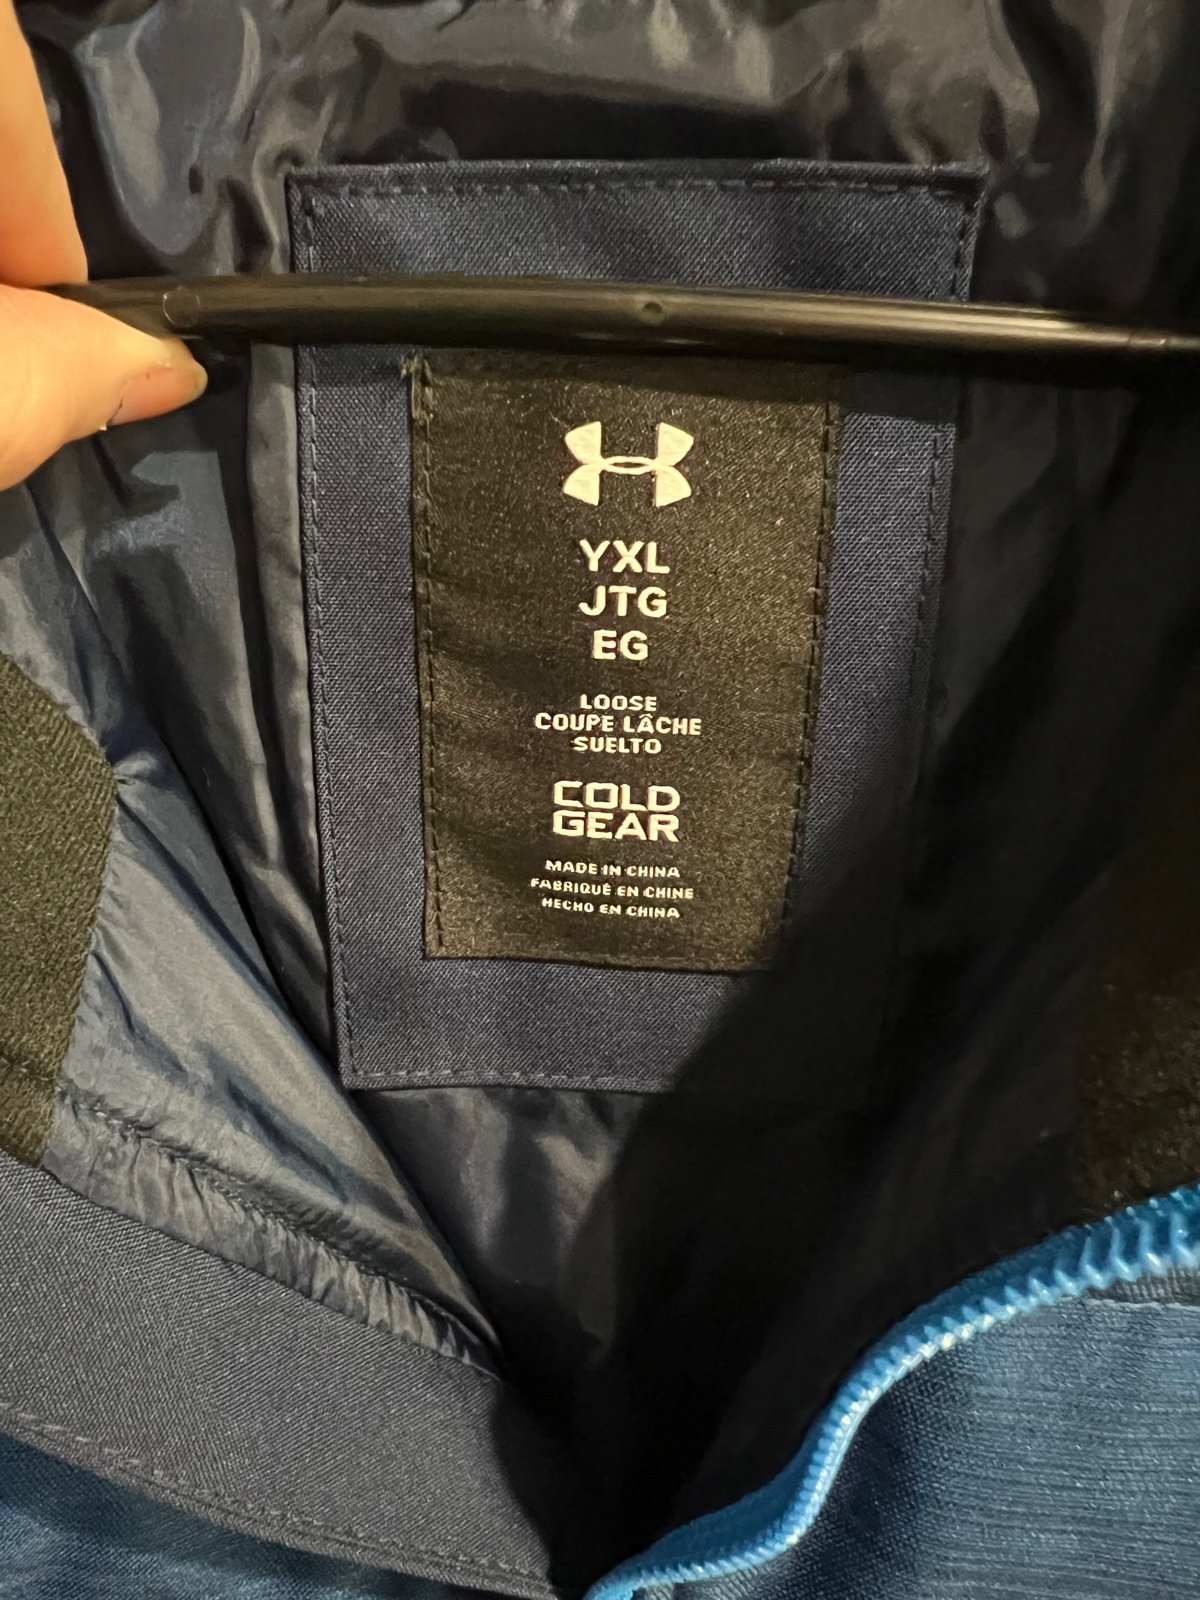 YXL
JTG
EG
LOOSE
COUPE LÂCHE
SUELTO
COLD
GEAR
MADE IN CHINA
FABRIQUÉ EN CHINE
HECHO EN CHINA